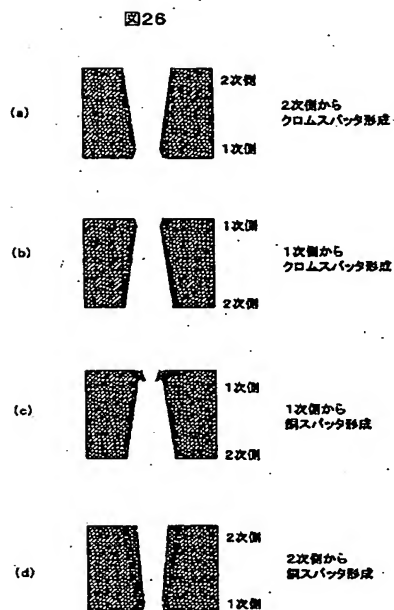 図26
(a)
2次側
1次側
2次側から
クロムスパッタ形成
(b)
1次側
2次側
1次側から
クロムスパッタ形成
(c)
1次側
2次側
1次側から
銅スパッタ形成
(d)
2次側
1次側
2次側から
銅スパッタ形成